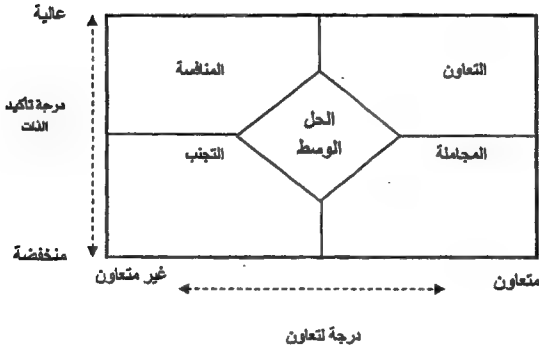 عالية
المنافسة
التعاون
درجة تأكيد
الذات
الحل
الوسط
التجنب
المجاملة
منخفضة
غير متعاون
متعاون
درجة لتعاون